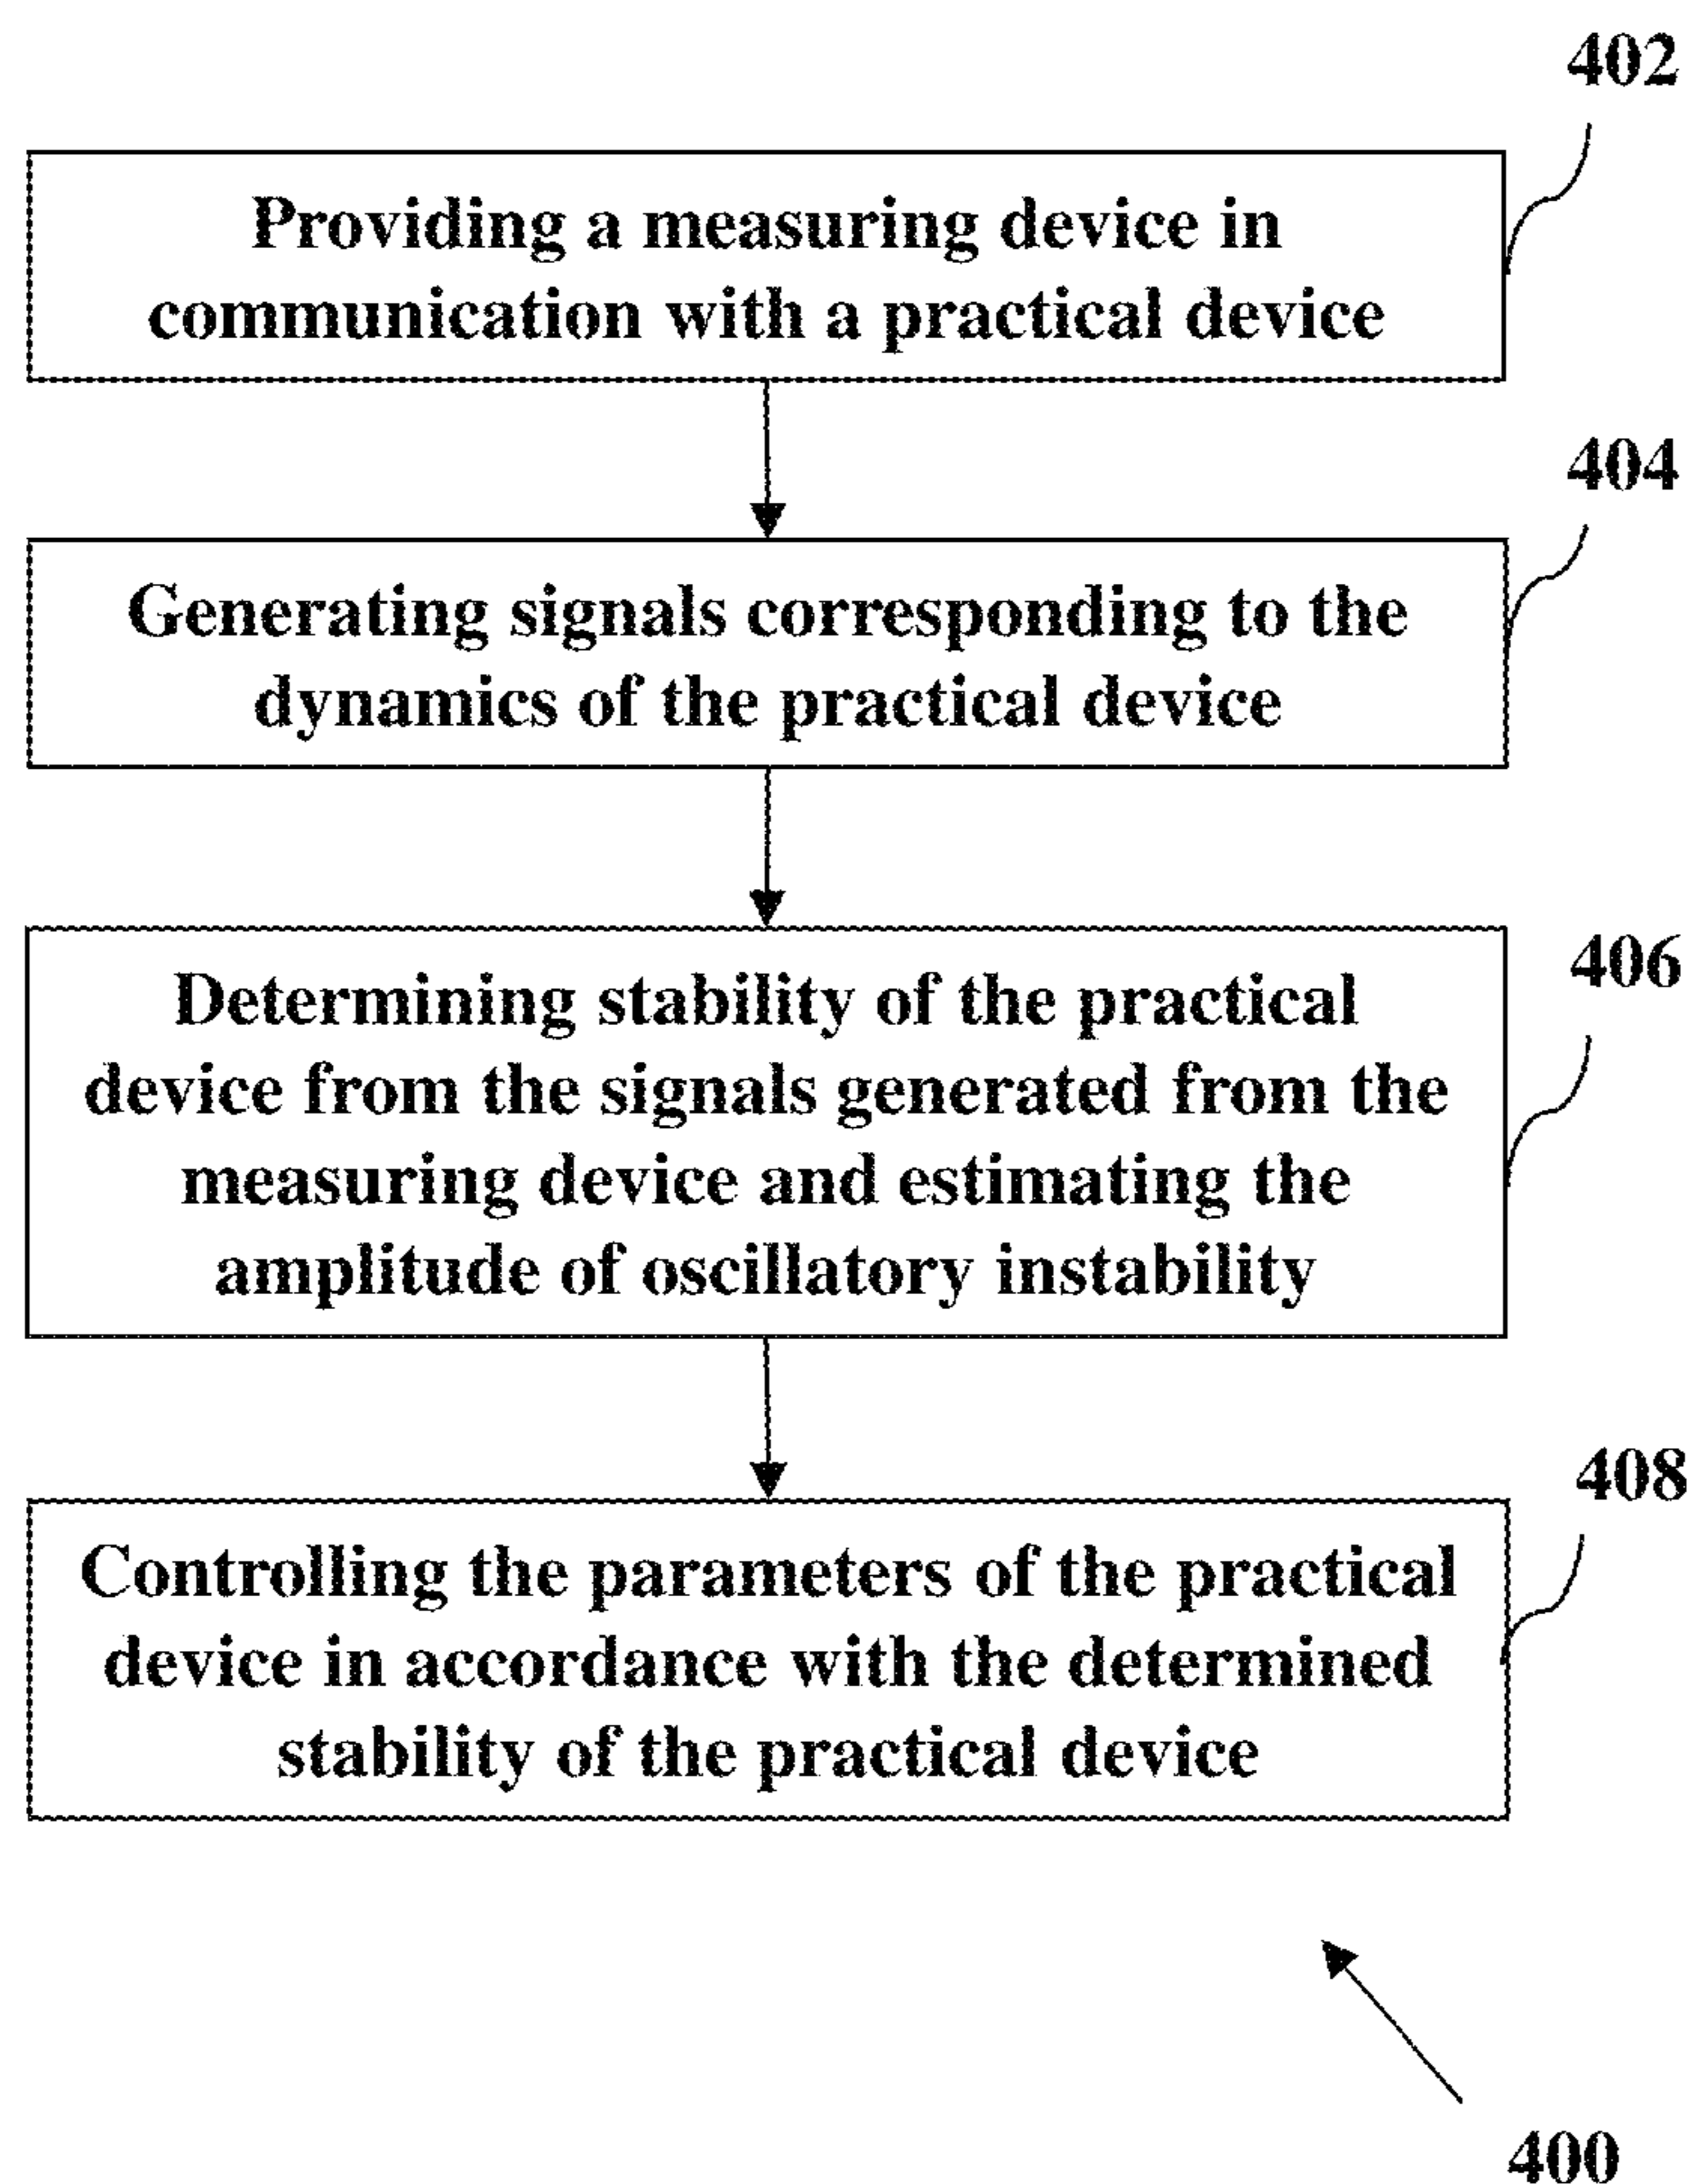 402
Providing a measuring device in
communication with a practical device
404
Generating signals corresponding to the
dynamics of the practical device
406
Determining stability of the practical
device from the signals generated from the
measuring device and estimating the
amplitude of oscillatory instability
408
Controlling the parameters of the practical
device in accordance with the determined
stability of the practical device
400